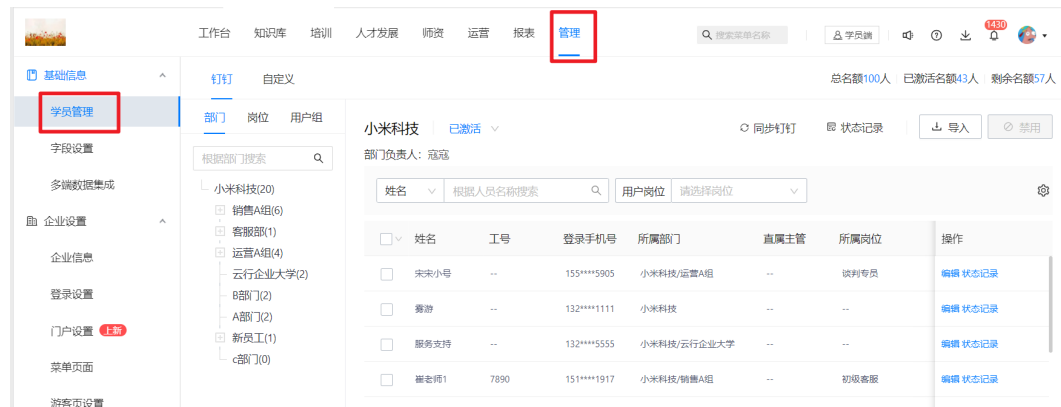 工作台 知识库 培训 人才发展 师资 运营 报表 管理 搜索菜单名称 学员端 1430
基础信息
学员管理
字段设置
多端数据集成
企业设置
企业信息
登录设置
门户设置 上新
菜单页面
游客页设置
钉钉 自定义 总名额100人 已激活名额43人 剩余名额57人
部门 岗位 用户组
根据部门搜索
小米科技(20)
销售A组(6)
客服部(1)
运营A组(4)
云行企业大学(2)
B部门(2)
A部门(2)
新员工(1)
c部门(0)
小米科技 已激活 同步钉钉 状态记录 导入 禁用
部门负责人：寇寇
姓名 根据人员名称搜索 用户岗位 请选择岗位
姓名 工号 登录手机号 所属部门 直属主管 所属岗位 操作
宋宋小号 -- 155****5905 小米科技/运营A组 -- 谈判专员 编辑 状态记录
雾游 -- 132****1111 小米科技 -- -- 编辑 状态记录
服务支持 -- 132****5555 小米科技/云行企业大学 -- -- 编辑 状态记录
崔老师1 7890 151****1917 小米科技/销售A组 -- 初级客服 编辑 状态记录